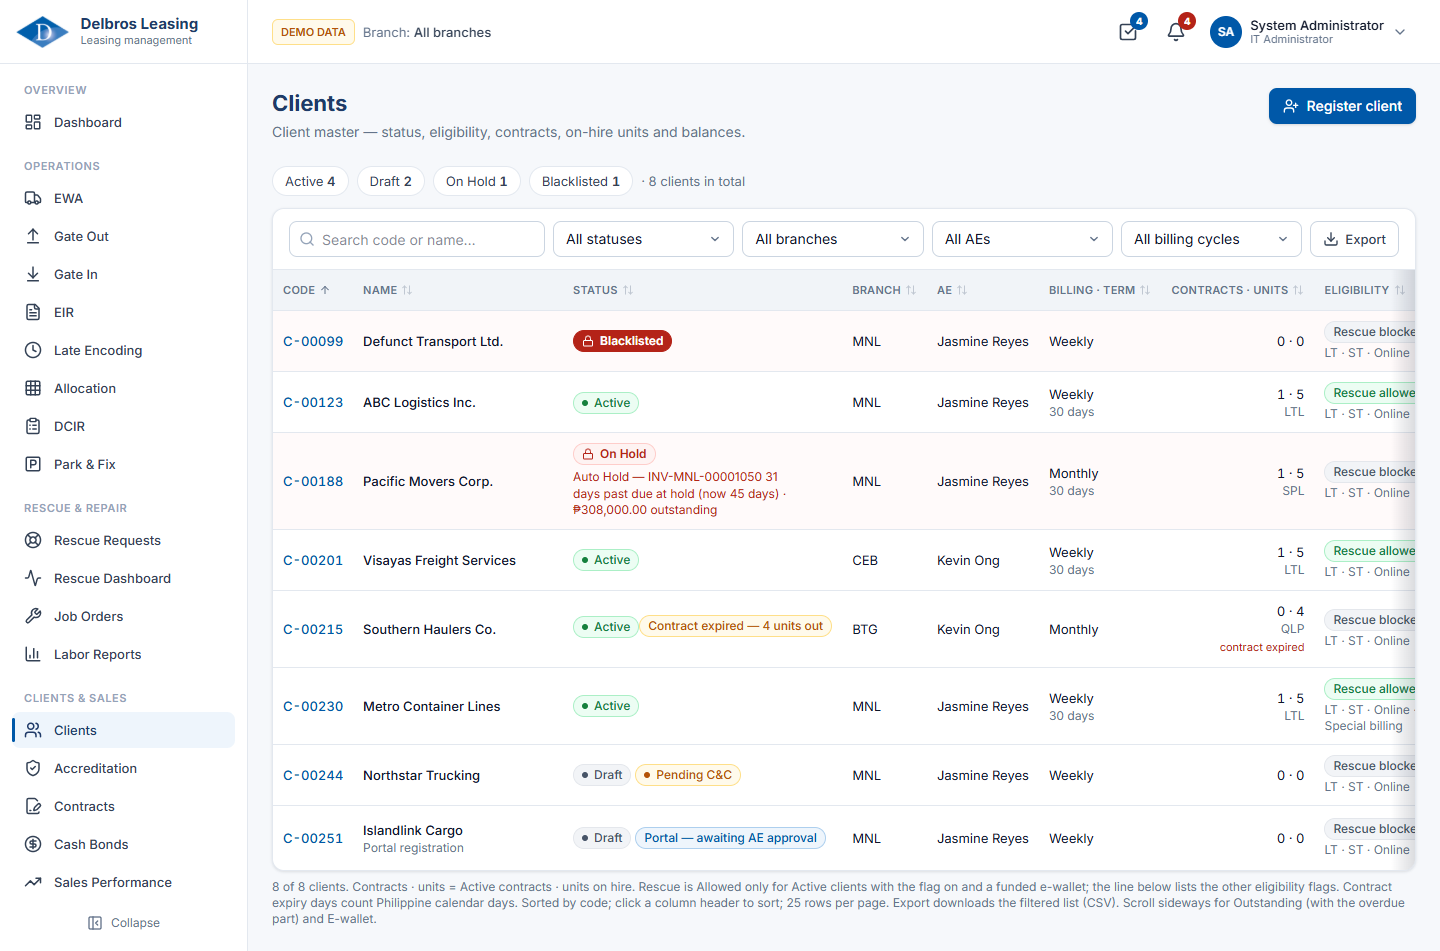 Delbros Leasing
Leasing management
DEMO DATA
Branch: All branches
4
4
SA
System Administrator
IT Administrator
OVERVIEW
Dashboard
OPERATIONS
EWA
Gate Out
Gate In
EIR
Late Encoding
Allocation
DCIR
Park & Fix
RESCUE & REPAIR
Rescue Requests
Rescue Dashboard
Job Orders
Labor Reports
CLIENTS & SALES
Clients
Accreditation
Contracts
Cash Bonds
Sales Performance
Collapse
Clients
Client master — status, eligibility, contracts, on-hire units and balances.
Register client
Active 4 Draft 2 On Hold 1 Blacklisted 1 · 8 clients in total
Search code or name... All statuses All branches All AEs All billing cycles Export
CODE NAME STATUS BRANCH AE BILLING · TERM CONTRACTS · UNITS ELIGIBILITY
C-00099 Defunct Transport Ltd. Blacklisted MNL Jasmine Reyes Weekly 0 · 0 Rescue blocke
LT · ST · Online
C-00123 ABC Logistics Inc. Active MNL Jasmine Reyes Weekly 1 · 5 Rescue allowe
30 days LTL LT · ST · Online
C-00188 Pacific Movers Corp. On Hold MNL Jasmine Reyes Monthly 1 · 5 Rescue blocke
30 days SPL LT · ST · Online
Auto Hold — INV-MNL-00001050 31
days past due at hold (now 45 days) ·
₱308,000.00 outstanding
C-00201 Visayas Freight Services Active CEB Kevin Ong Weekly 1 · 5 Rescue allowe
30 days LTL LT · ST · Online
C-00215 Southern Haulers Co. Active Contract expired — 4 units out BTG Kevin Ong Monthly 0 · 4 Rescue blocke
QLP LT · ST · Online
contract expired
C-00230 Metro Container Lines Active MNL Jasmine Reyes Weekly 1 · 5 Rescue allowe
30 days LTL LT · ST · Online ·
Special billing
C-00244 Northstar Trucking Draft Pending C&C MNL Jasmine Reyes Weekly 0 · 0 Rescue blocke
LT · ST · Online
C-00251 Islandlink Cargo Draft Portal — awaiting AE approval MNL Jasmine Reyes Weekly 0 · 0 Rescue blocke
Portal registration LT · ST · Online
8 of 8 clients. Contracts · units = Active contracts · units on hire. Rescue is Allowed only for Active clients with the flag on and a funded e-wallet; the line below lists the other eligibility flags. Contract
expiry days count Philippine calendar days. Sorted by code; click a column header to sort; 25 rows per page. Export downloads the filtered list (CSV). Scroll sideways for Outstanding (with the overdue
part) and E-wallet.